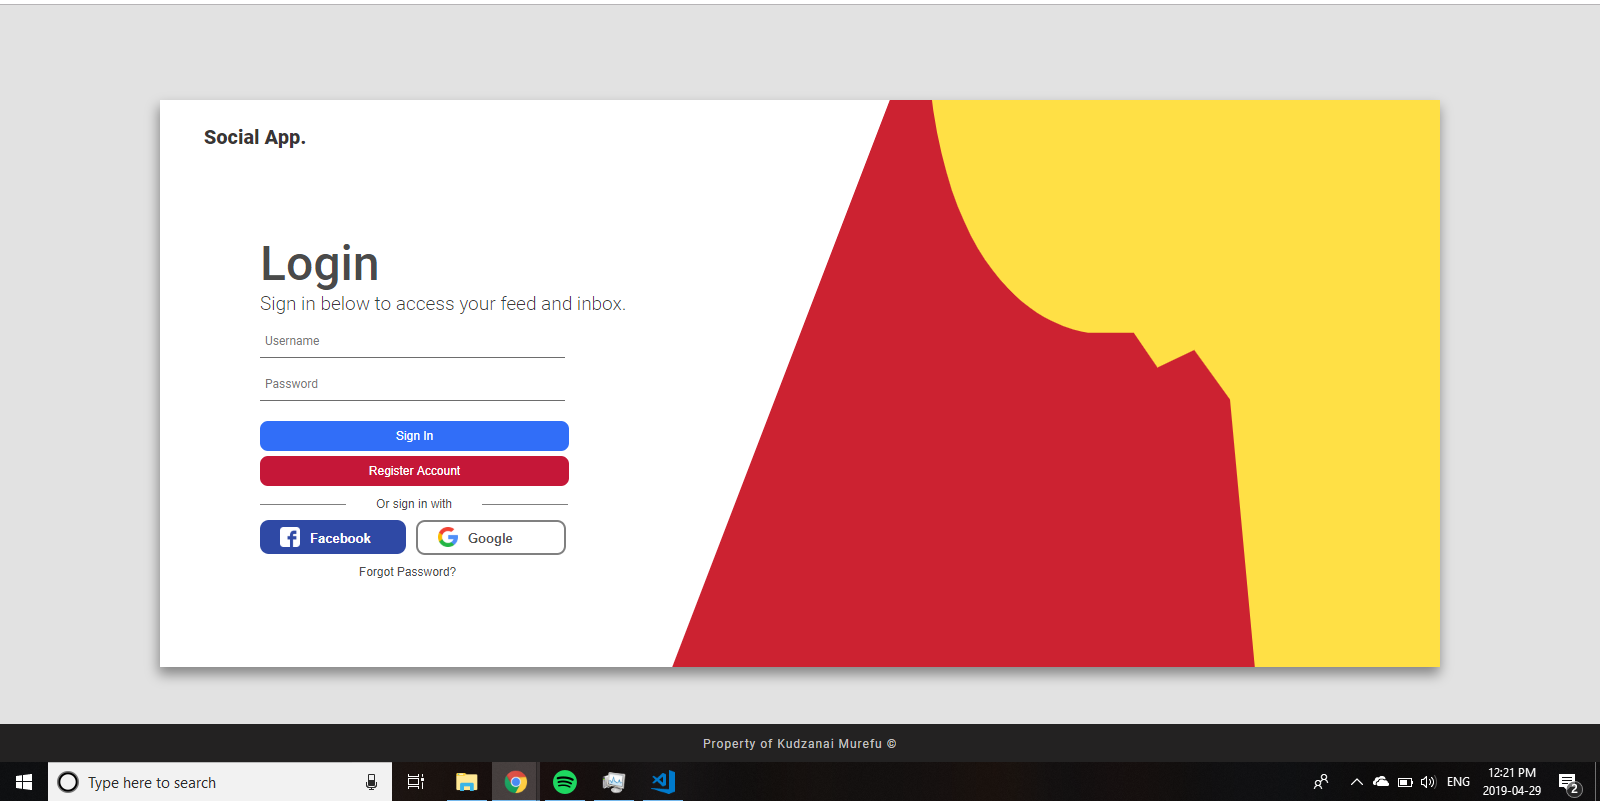 Social App.
Login
Sign in below to access your feed and inbox.
Username
Password
Sign In
Register Account
Or sign in with
Facebook
Google
Forgot Password?
Property of Kudzanai Murefu ©
Type here to search
ENG
12:21 PM
2019-04-29
2